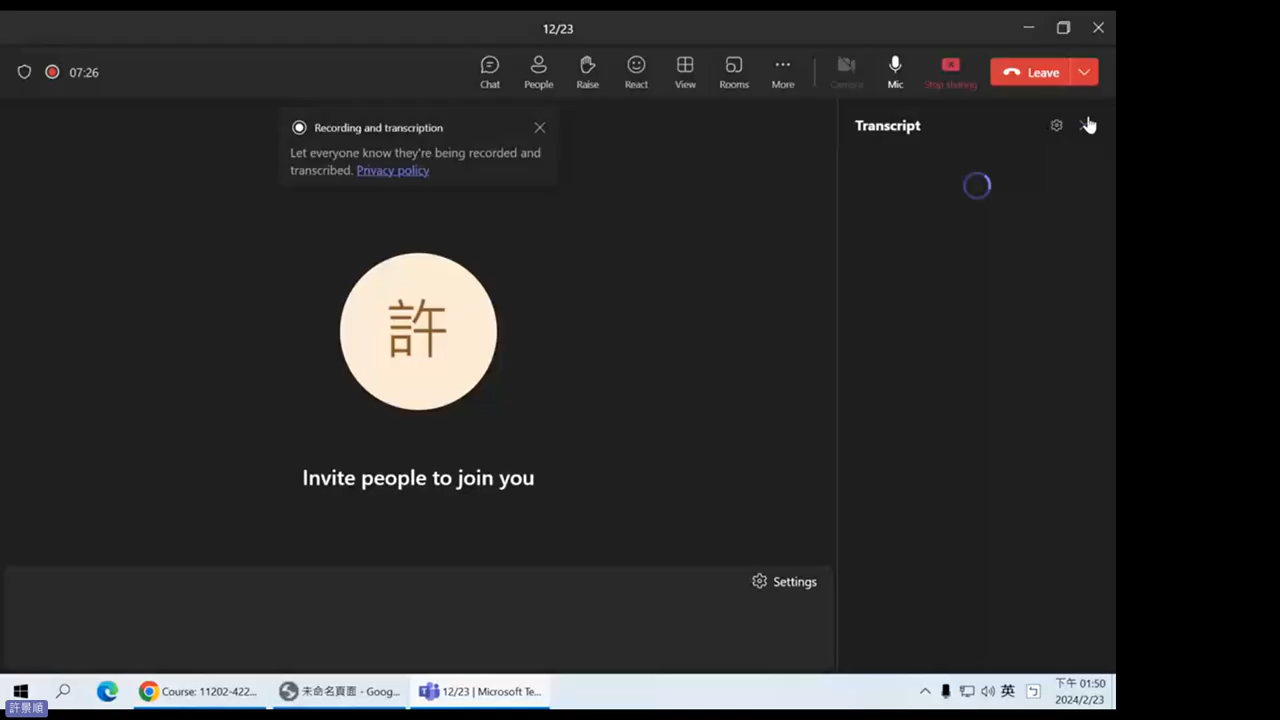 12/23
07:26
Chat
People
Raise
React
View
Rooms
More
Camera
Mic
Stop sharing
Leave
Recording and transcription
Let everyone know they're being recorded and
transcribed. Privacy policy
Transcript
許
Invite people to join you
Settings
Course: 11202-422...
未命名頁面 - Goog...
12/23 | Microsoft Te...
英
下午 01:50
2024/2/23
許景順